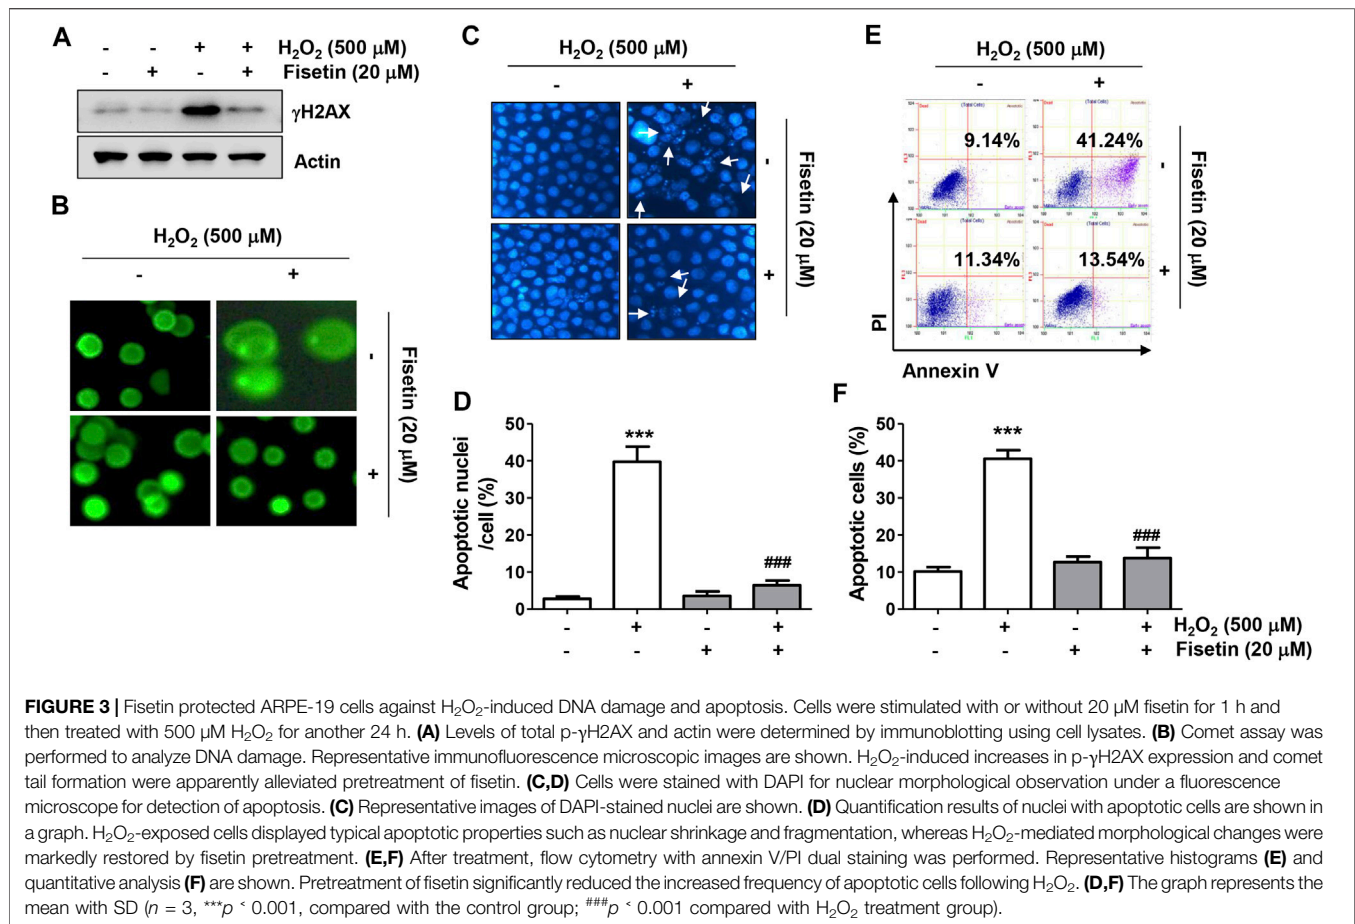 A
- - + + H₂O₂ (500 µM)
- + - + Fisetin (20 µM)
γH2AX
Actin
B
H₂O₂ (500 µM)
- +
-
+
Fisetin (20 µM)
C
H₂O₂ (500 µM)
- +
-
+
Fisetin (20 µM)
D
Apoptotic nuclei
/cell (%)
50
40
30
20
10
0
***
###
- + - +
- - + +
E
H₂O₂ (500 µM)
- +
9.14% 41.24%
11.34% 13.54%
-
+
Fisetin (20 µM)
PI
Annexin V
F
Apoptotic cells (%)
50
40
30
20
10
0
***
###
- + - + H₂O₂ (500 µM)
- - + + Fisetin (20 µM)
FIGURE 3 | Fisetin protected ARPE-19 cells against H₂O₂-induced DNA damage and apoptosis. Cells were stimulated with or without 20 µM fisetin for 1 h and
then treated with 500 µM H₂O₂ for another 24 h. (A) Levels of total p-γH2AX and actin were determined by immunoblotting using cell lysates. (B) Comet assay was
performed to analyze DNA damage. Representative immunofluorescence microscopic images are shown. H₂O₂-induced increases in p-γH2AX expression and comet
tail formation were apparently alleviated pretreatment of fisetin. (C,D) Cells were stained with DAPI for nuclear morphological observation under a fluorescence
microscope for detection of apoptosis. (C) Representative images of DAPI-stained nuclei are shown. (D) Quantification results of nuclei with apoptotic cells are shown in
a graph. H₂O₂-exposed cells displayed typical apoptotic properties such as nuclear shrinkage and fragmentation, whereas H₂O₂-mediated morphological changes were
markedly restored by fisetin pretreatment. (E,F) After treatment, flow cytometry with annexin V/PI dual staining was performed. Representative histograms (E) and
quantitative analysis (F) are shown. Pretreatment of fisetin significantly reduced the increased frequency of apoptotic cells following H₂O₂. (D,F) The graph represents the
mean with SD (n = 3, ***p ˂ 0.001, compared with the control group; ###p ˂ 0.001 compared with H₂O₂ treatment group).